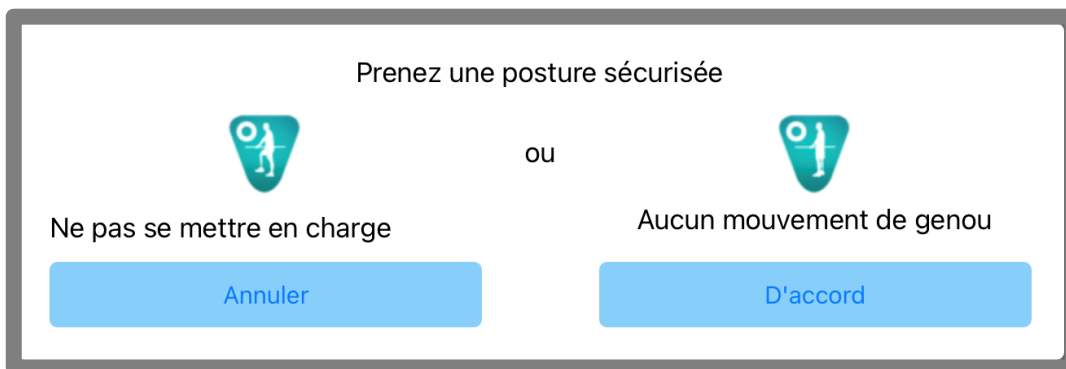 Prenez une posture sécurisée
ou
Ne pas se mettre en charge
Aucun mouvement de genou
Annuler
D'accord